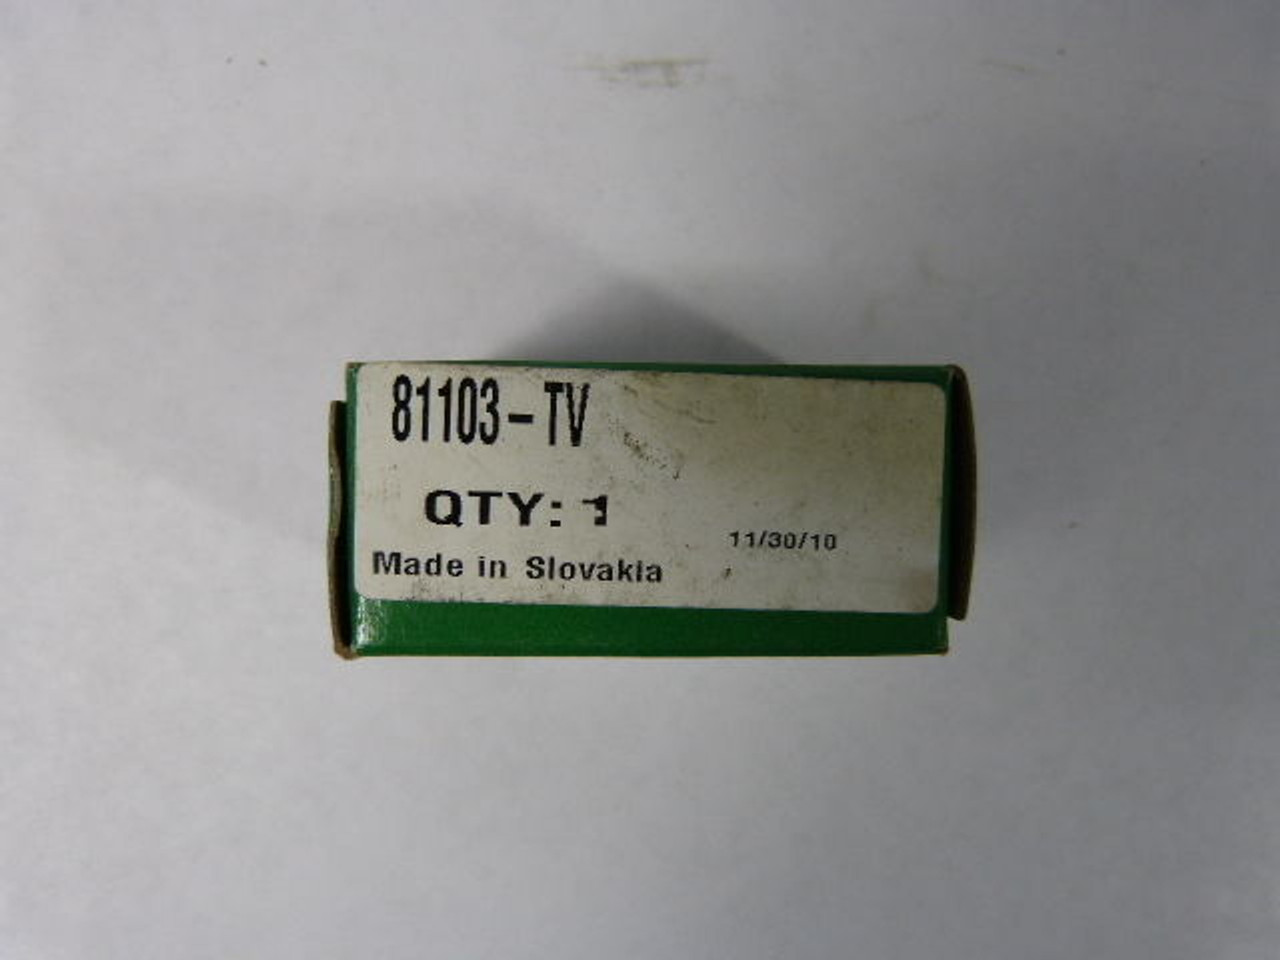 81103-TV
QTY: 1
11/30/10
Made in Slovakia